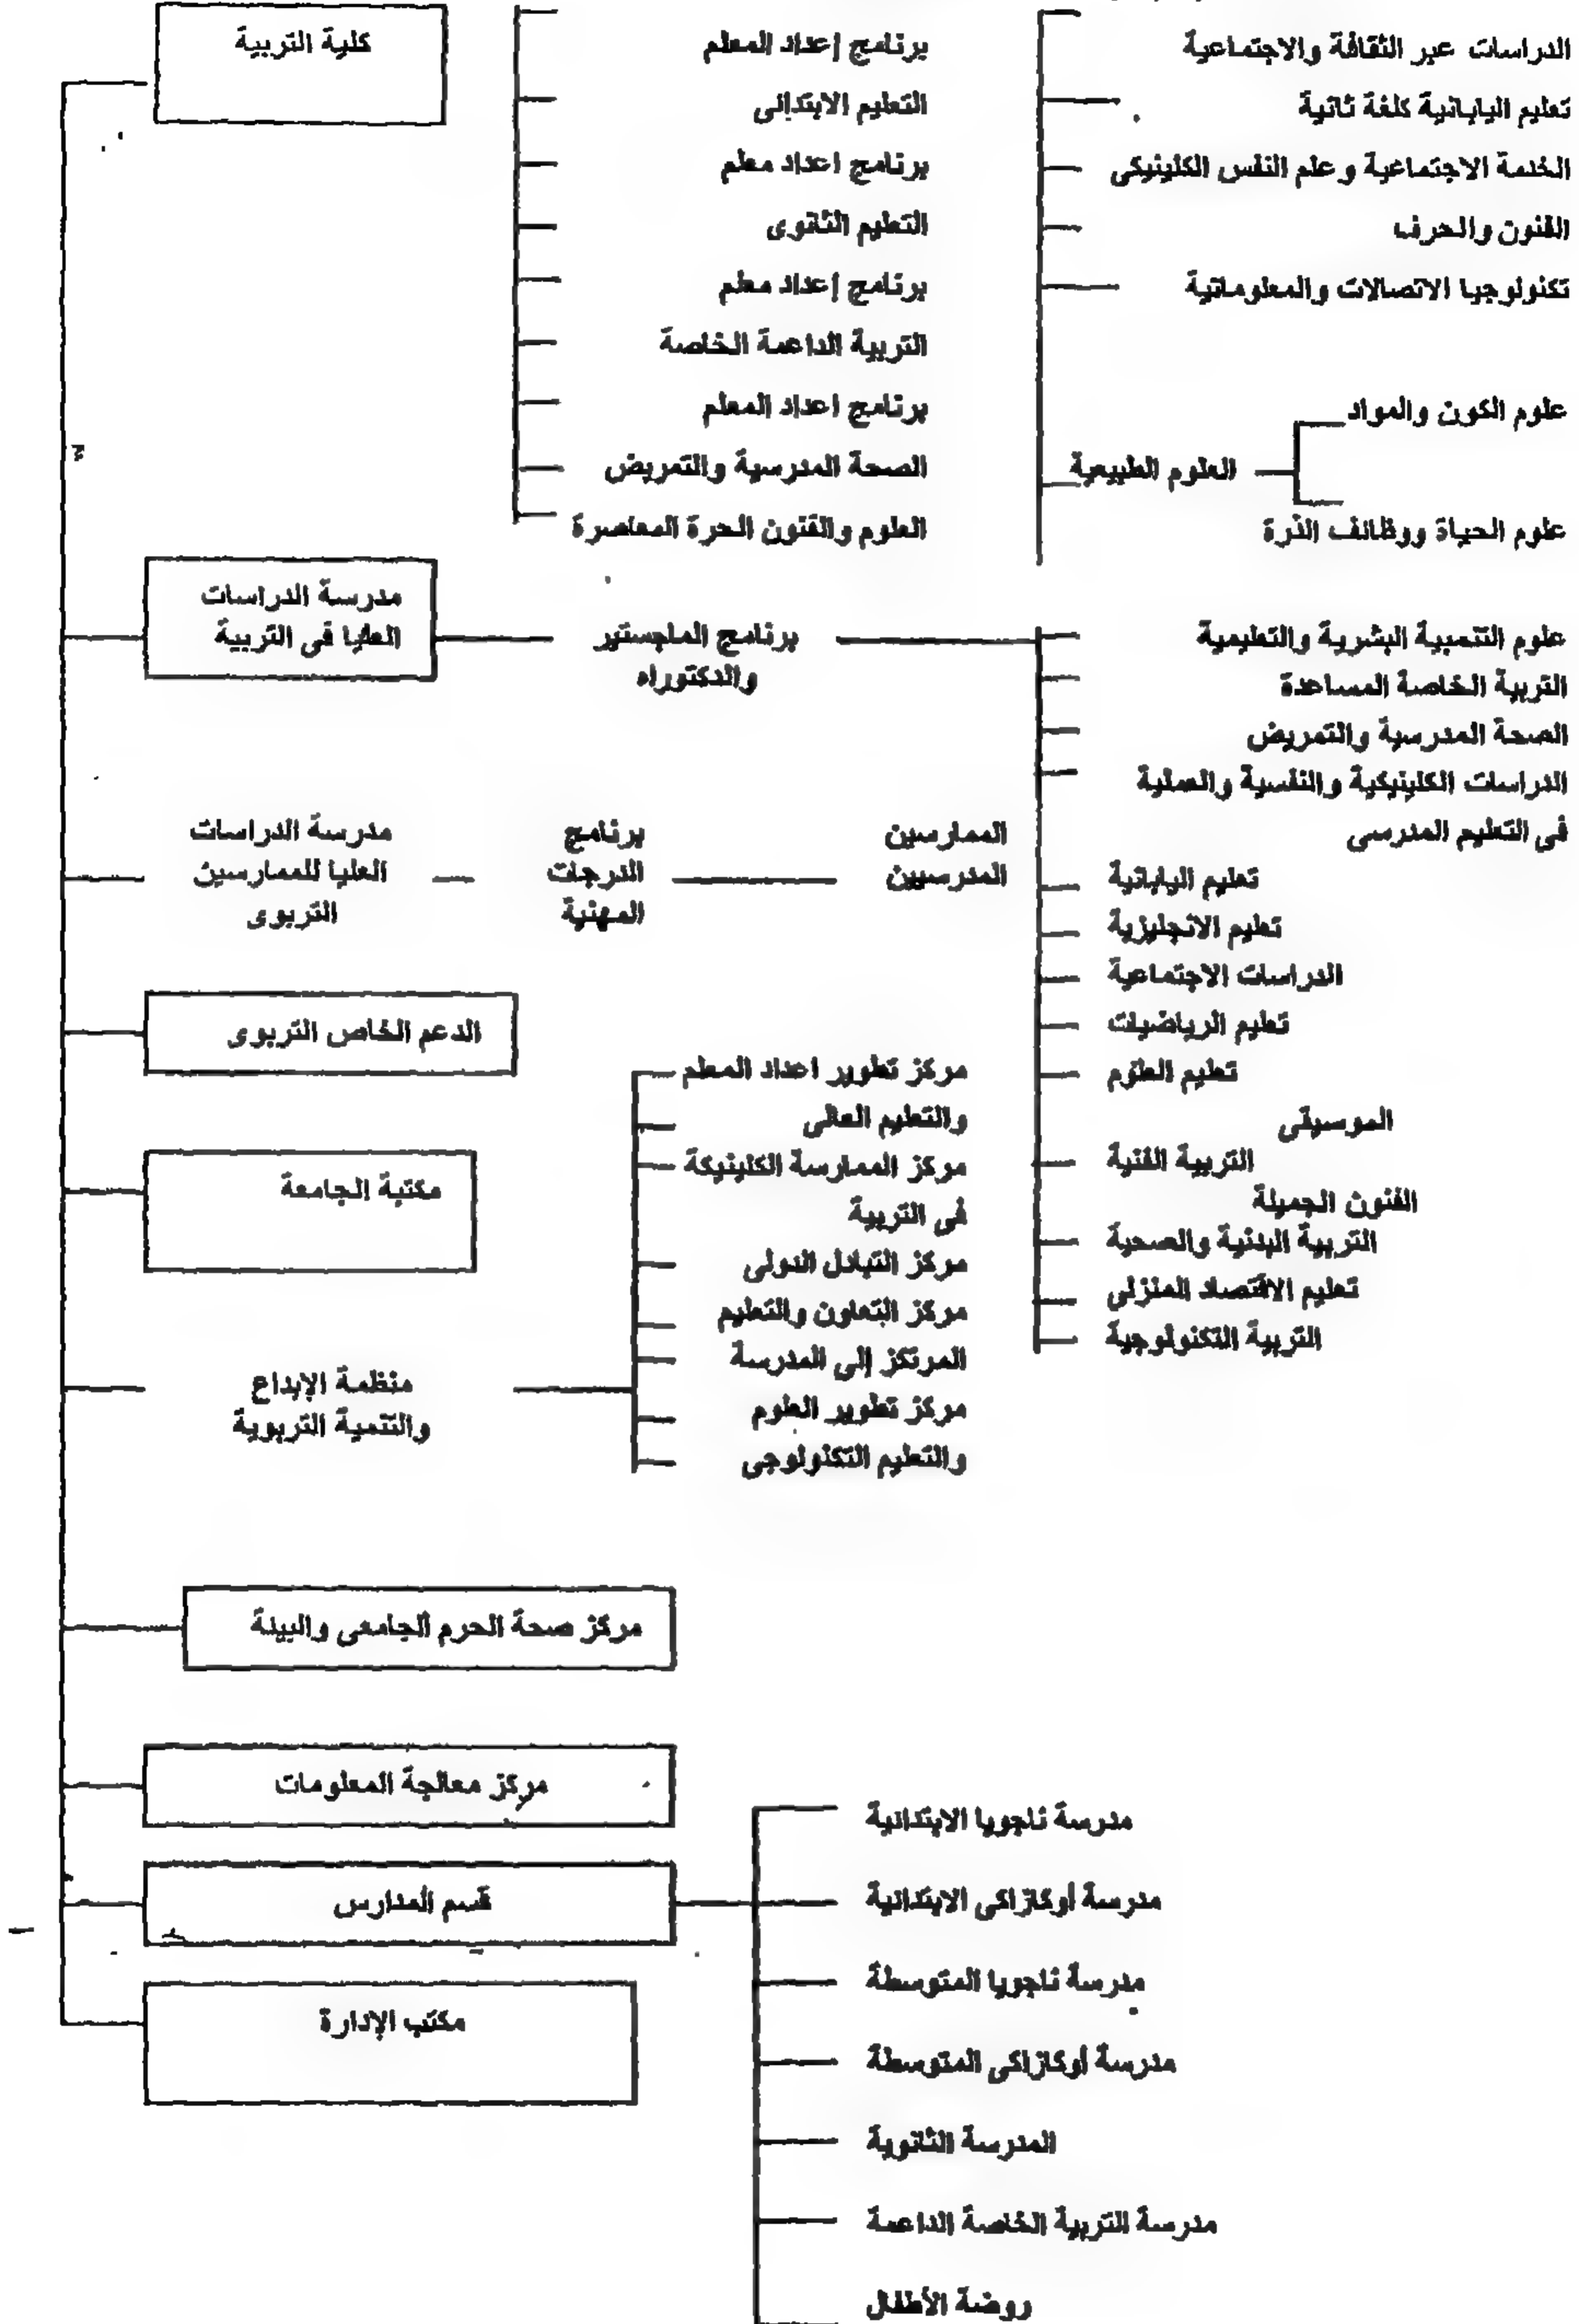 كلية التربية
برنامج إعداد المعلم
التعليم الابتدائى
برنامج اعداد معلم
التعليم الثانوى
برنامج إعداد معلم
التربية الداعمة الخاصة
برنامج اعداد المعلم
الصحة المدرسية والتمريض
العلوم والفنون الحرة المعاصرة
الدراسات عبر الثقافة والاجتماعية
تعليم اليابانية كلغة ثانية
الخدمة الاجتماعية وعلم النفس الكلينيكى
الفنون والحرف
تكنولوجيا الاتصالات والمعلوماتية
العلوم الطبيعية
علوم الكون والمواد
علوم الحياة ووظائف الذرة
مدرسة الدراسات
العليا فى التربية
برنامج الماجستير
والدكتوراه
علوم التنمبية البشرية والتعليمية
التربية الخاصة المساعدة
الصحة المدرسية والتمريض
الدراسات الكلينيكية والنفسية والعملية
فى التعليم المدرسى
تعليم اليابانية
تعليم الانجليزية
الدراسات الاجتماعية
تعليم الرياضيات
تعليم العلوم
الموسيقى
التربية الفنية
الفنون الجميلة
التربية البدنية والصحية
تعليم الاقتصاد المنزلى
التربية التكنولوجية
مدرسة الدراسات
العليا للممارسين
التربوى
برنامج
الدرجات
المهنية
الممارسين
المدرسيين
الدعم الخاص التربوى
مكتبة الجامعة
منظمة الإبداع
والتنمية التربوية
مركز تطوير اعداد المعلم
والتعليم العالى
مركز الممارسة الكلينيكة
فى التربية
مركز التبادل الدولى
مركز التعاون والتعليم
المرتكز إلى المدرسة
مركز تطوير العلوم
والتعليم التكنولوجى
مركز صحة الحرم الجامعى والبيئة
مركز معالجة المعلومات
قسم المدارس
مدرسة ناجويا الابتدائية
مدرسة أوكازاكى الابتدائية
مدرسة ناجويا المتوسطة
مدرسة أوكازاكى المتوسطة
المدرسة الثانوية
مدرسة التربية الخاصة الداعمة
روضة الأطفال
مكتب الإدارة